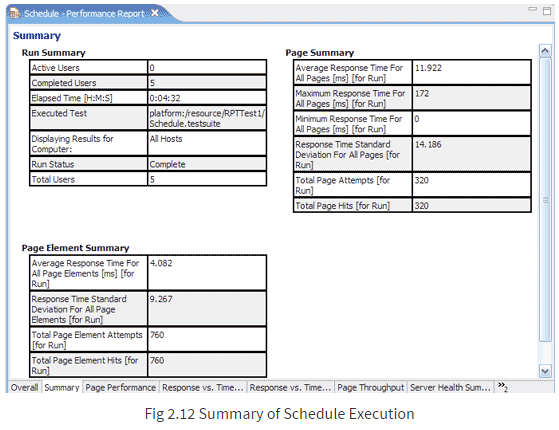 Schedule - Performance Report
Summary
Run Summary
Active Users 0
Completed Users 5
Elapsed Time [H:M:S] 0:04:32
Executed Test platform:/resource/RPTTest1/
Schedule.testsuite
Displaying Results for All Hosts
Computer:
Run Status Complete
Total Users 5
Page Summary
Average Response Time For 11.922
All Pages [ms] [for Run]
Maximum Response Time For 172
All Pages [ms] [for Run]
Minimum Response Time For 0
All Pages [ms] [for Run]
Response Time Standard 14.186
Deviation For All Pages [for
Run]
Total Page Attempts [for 320
Run]
Total Page Hits [for Run] 320
Page Element Summary
Average Response Time For 4.082
All Page Elements [ms] [for
Run]
Response Time Standard 9.267
Deviation For All Page
Elements [for Run]
Total Page Element Attempts 760
[for Run]
Total Page Element Hits [for 760
Run]
Overall Summary Page Performance Response vs. Time... Response vs. Time... Page Throughput Server Health Sum... »2
Fig 2.12 Summary of Schedule Execution